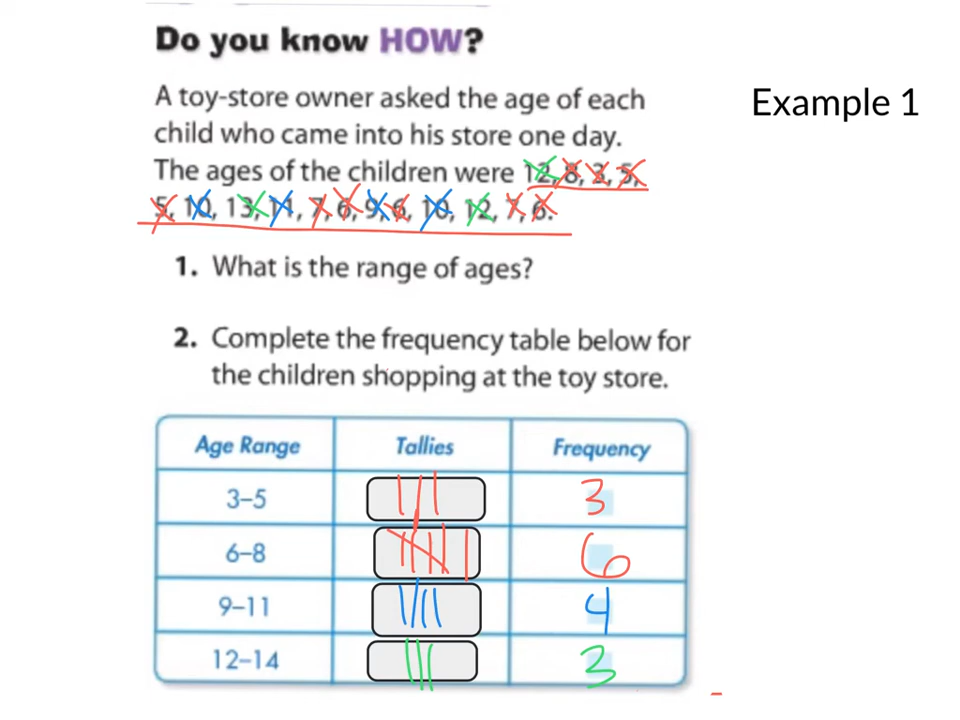 Do you know HOW?
Example 1
A toy-store owner asked the age of each
child who came into his store one day.
The ages of the children were 12, 8, 3, 5,
5, 10, 13, 11, 7, 6, 9, 6, 10, 12, 7, 6.
1. What is the range of ages?
2. Complete the frequency table below for
the children shopping at the toy store.
Age Range Tallies Frequency
3–5 3
6–8 6
9–11 4
12–14 3